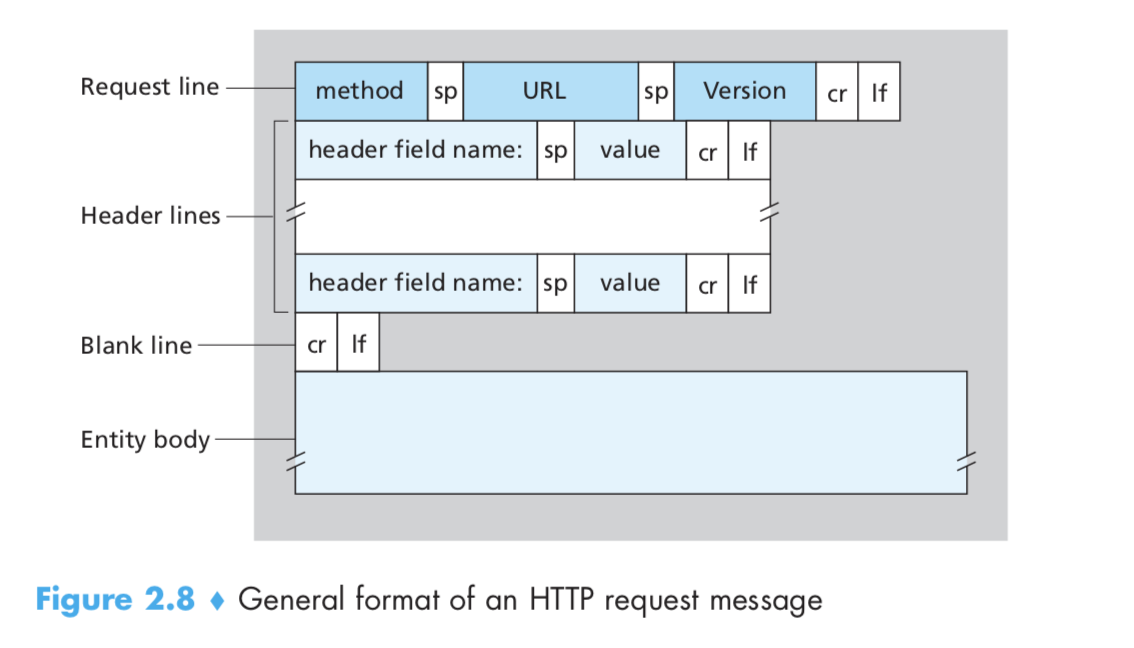 Request line method sp URL sp Version cr lf
header field name: sp value cr lf
Header lines
header field name: sp value cr lf
Blank line cr lf
Entity body
Figure 2.8 ♦ General format of an HTTP request message